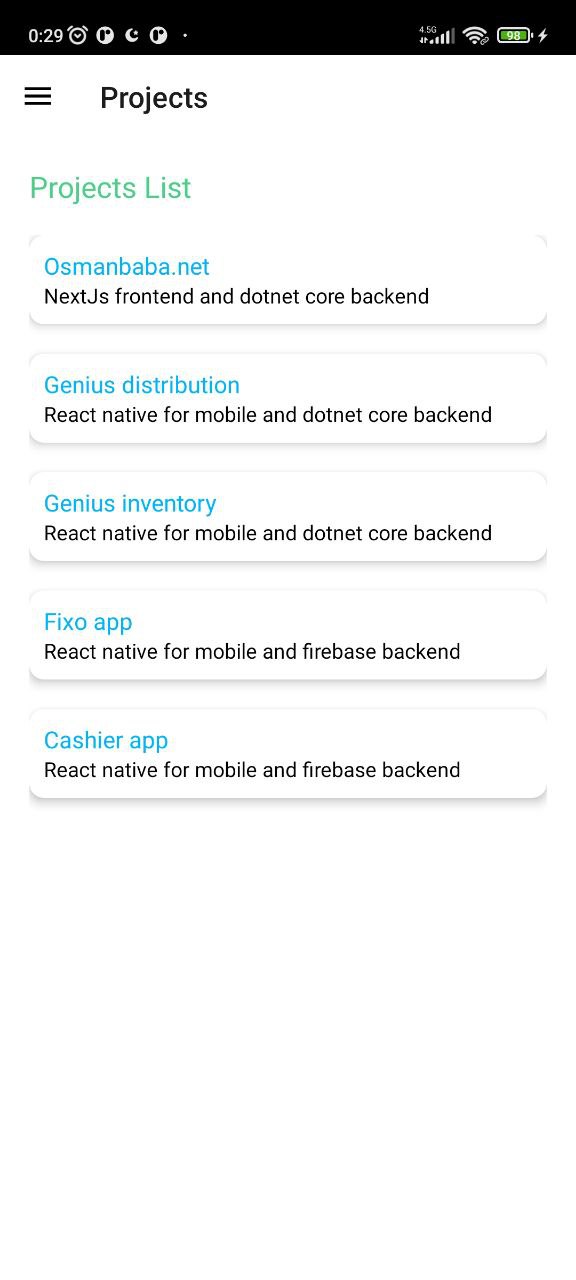 0:29
4.5G
98
Projects
Projects List
Osmanbaba.net
NextJs frontend and dotnet core backend
Genius distribution
React native for mobile and dotnet core backend
Genius inventory
React native for mobile and dotnet core backend
Fixo app
React native for mobile and firebase backend
Cashier app
React native for mobile and firebase backend